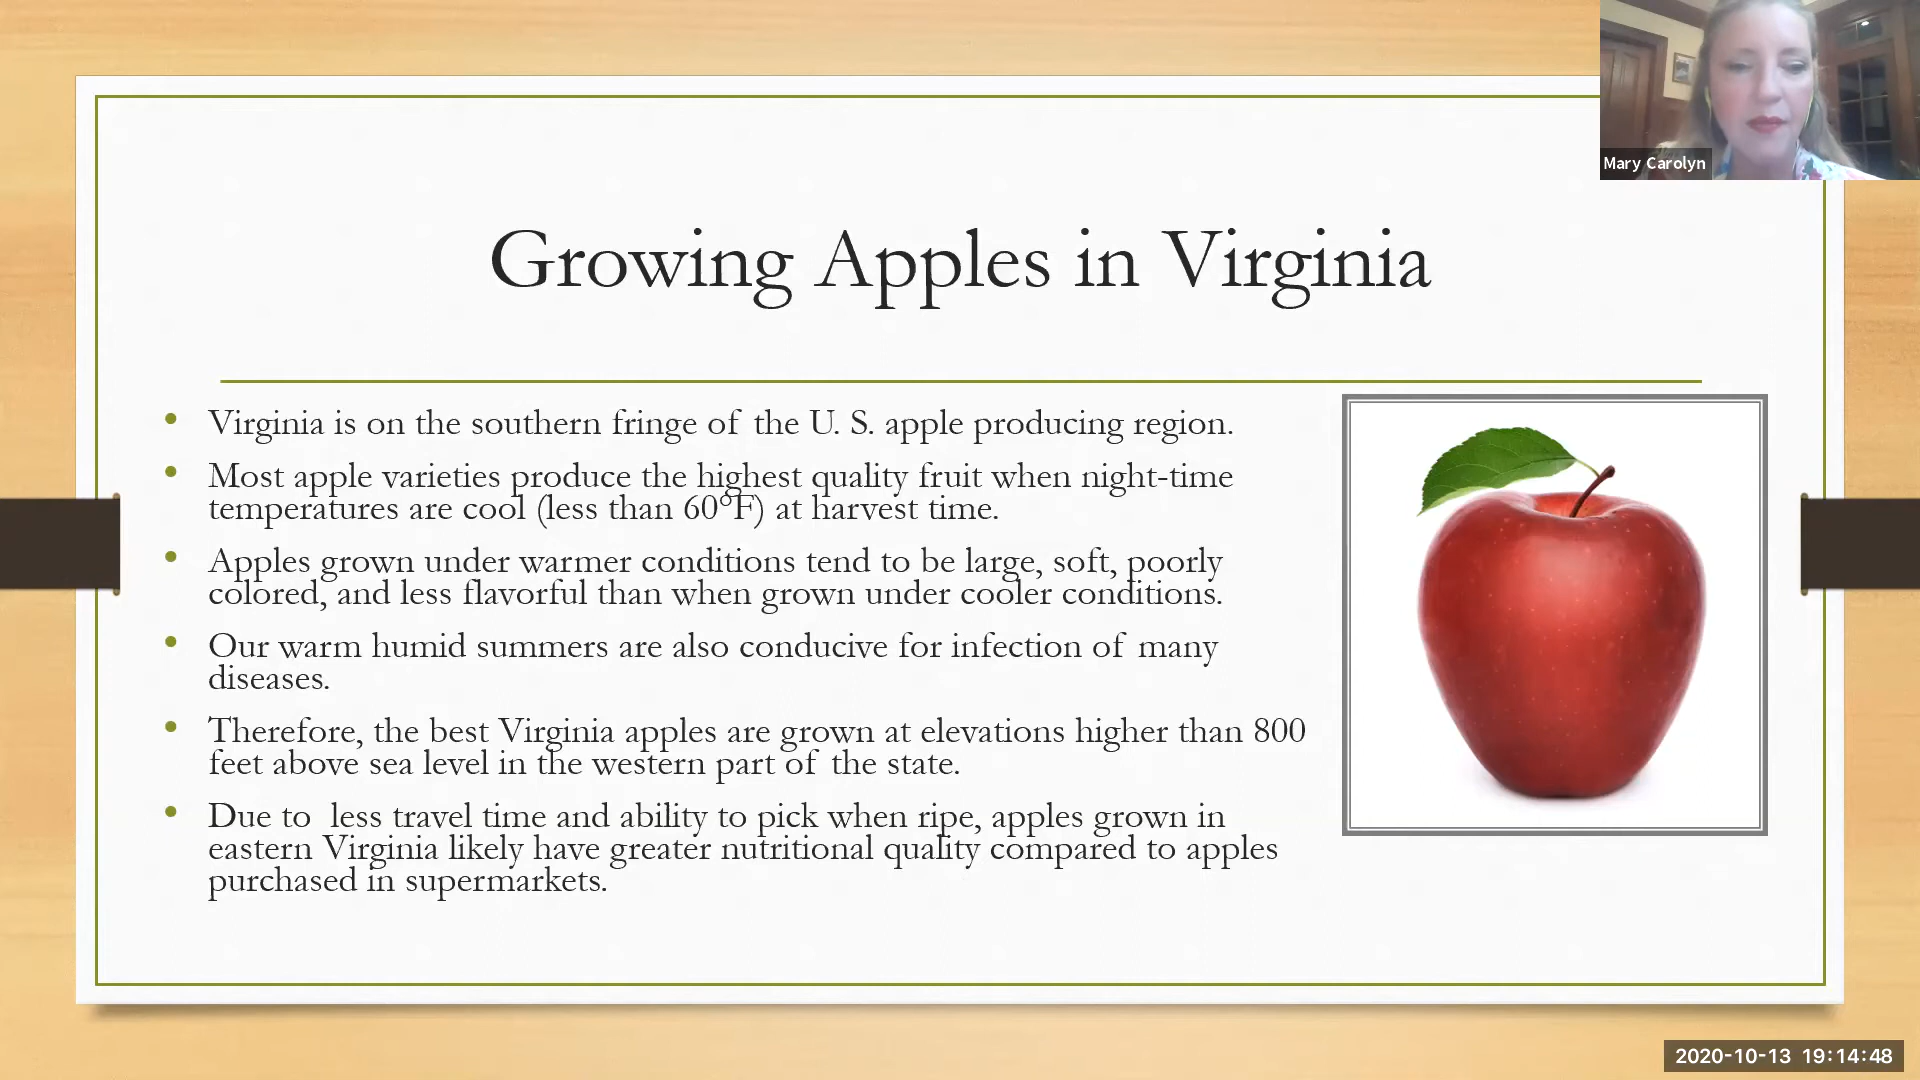 Mary Carolyn
Growing Apples in Virginia
• Virginia is on the southern fringe of the U. S. apple producing region.
• Most apple varieties produce the highest quality fruit when night-time
temperatures are cool (less than 60°F) at harvest time.
• Apples grown under warmer conditions tend to be large, soft, poorly
colored, and less flavorful than when grown under cooler conditions.
• Our warm humid summers are also conducive for infection of many
diseases.
• Therefore, the best Virginia apples are grown at elevations higher than 800
feet above sea level in the western part of the state.
• Due to less travel time and ability to pick when ripe, apples grown in
eastern Virginia likely have greater nutritional quality compared to apples
purchased in supermarkets.
2020-10-13 19:14:48